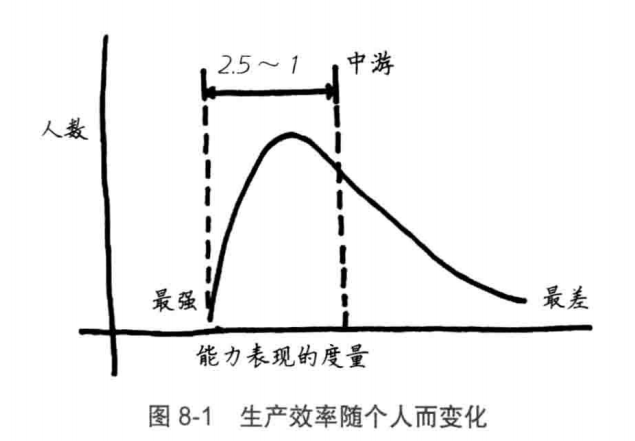 2.5～1
中游
人数
最强
最差
能力表现的度量
图 8-1 生产效率随个人而变化